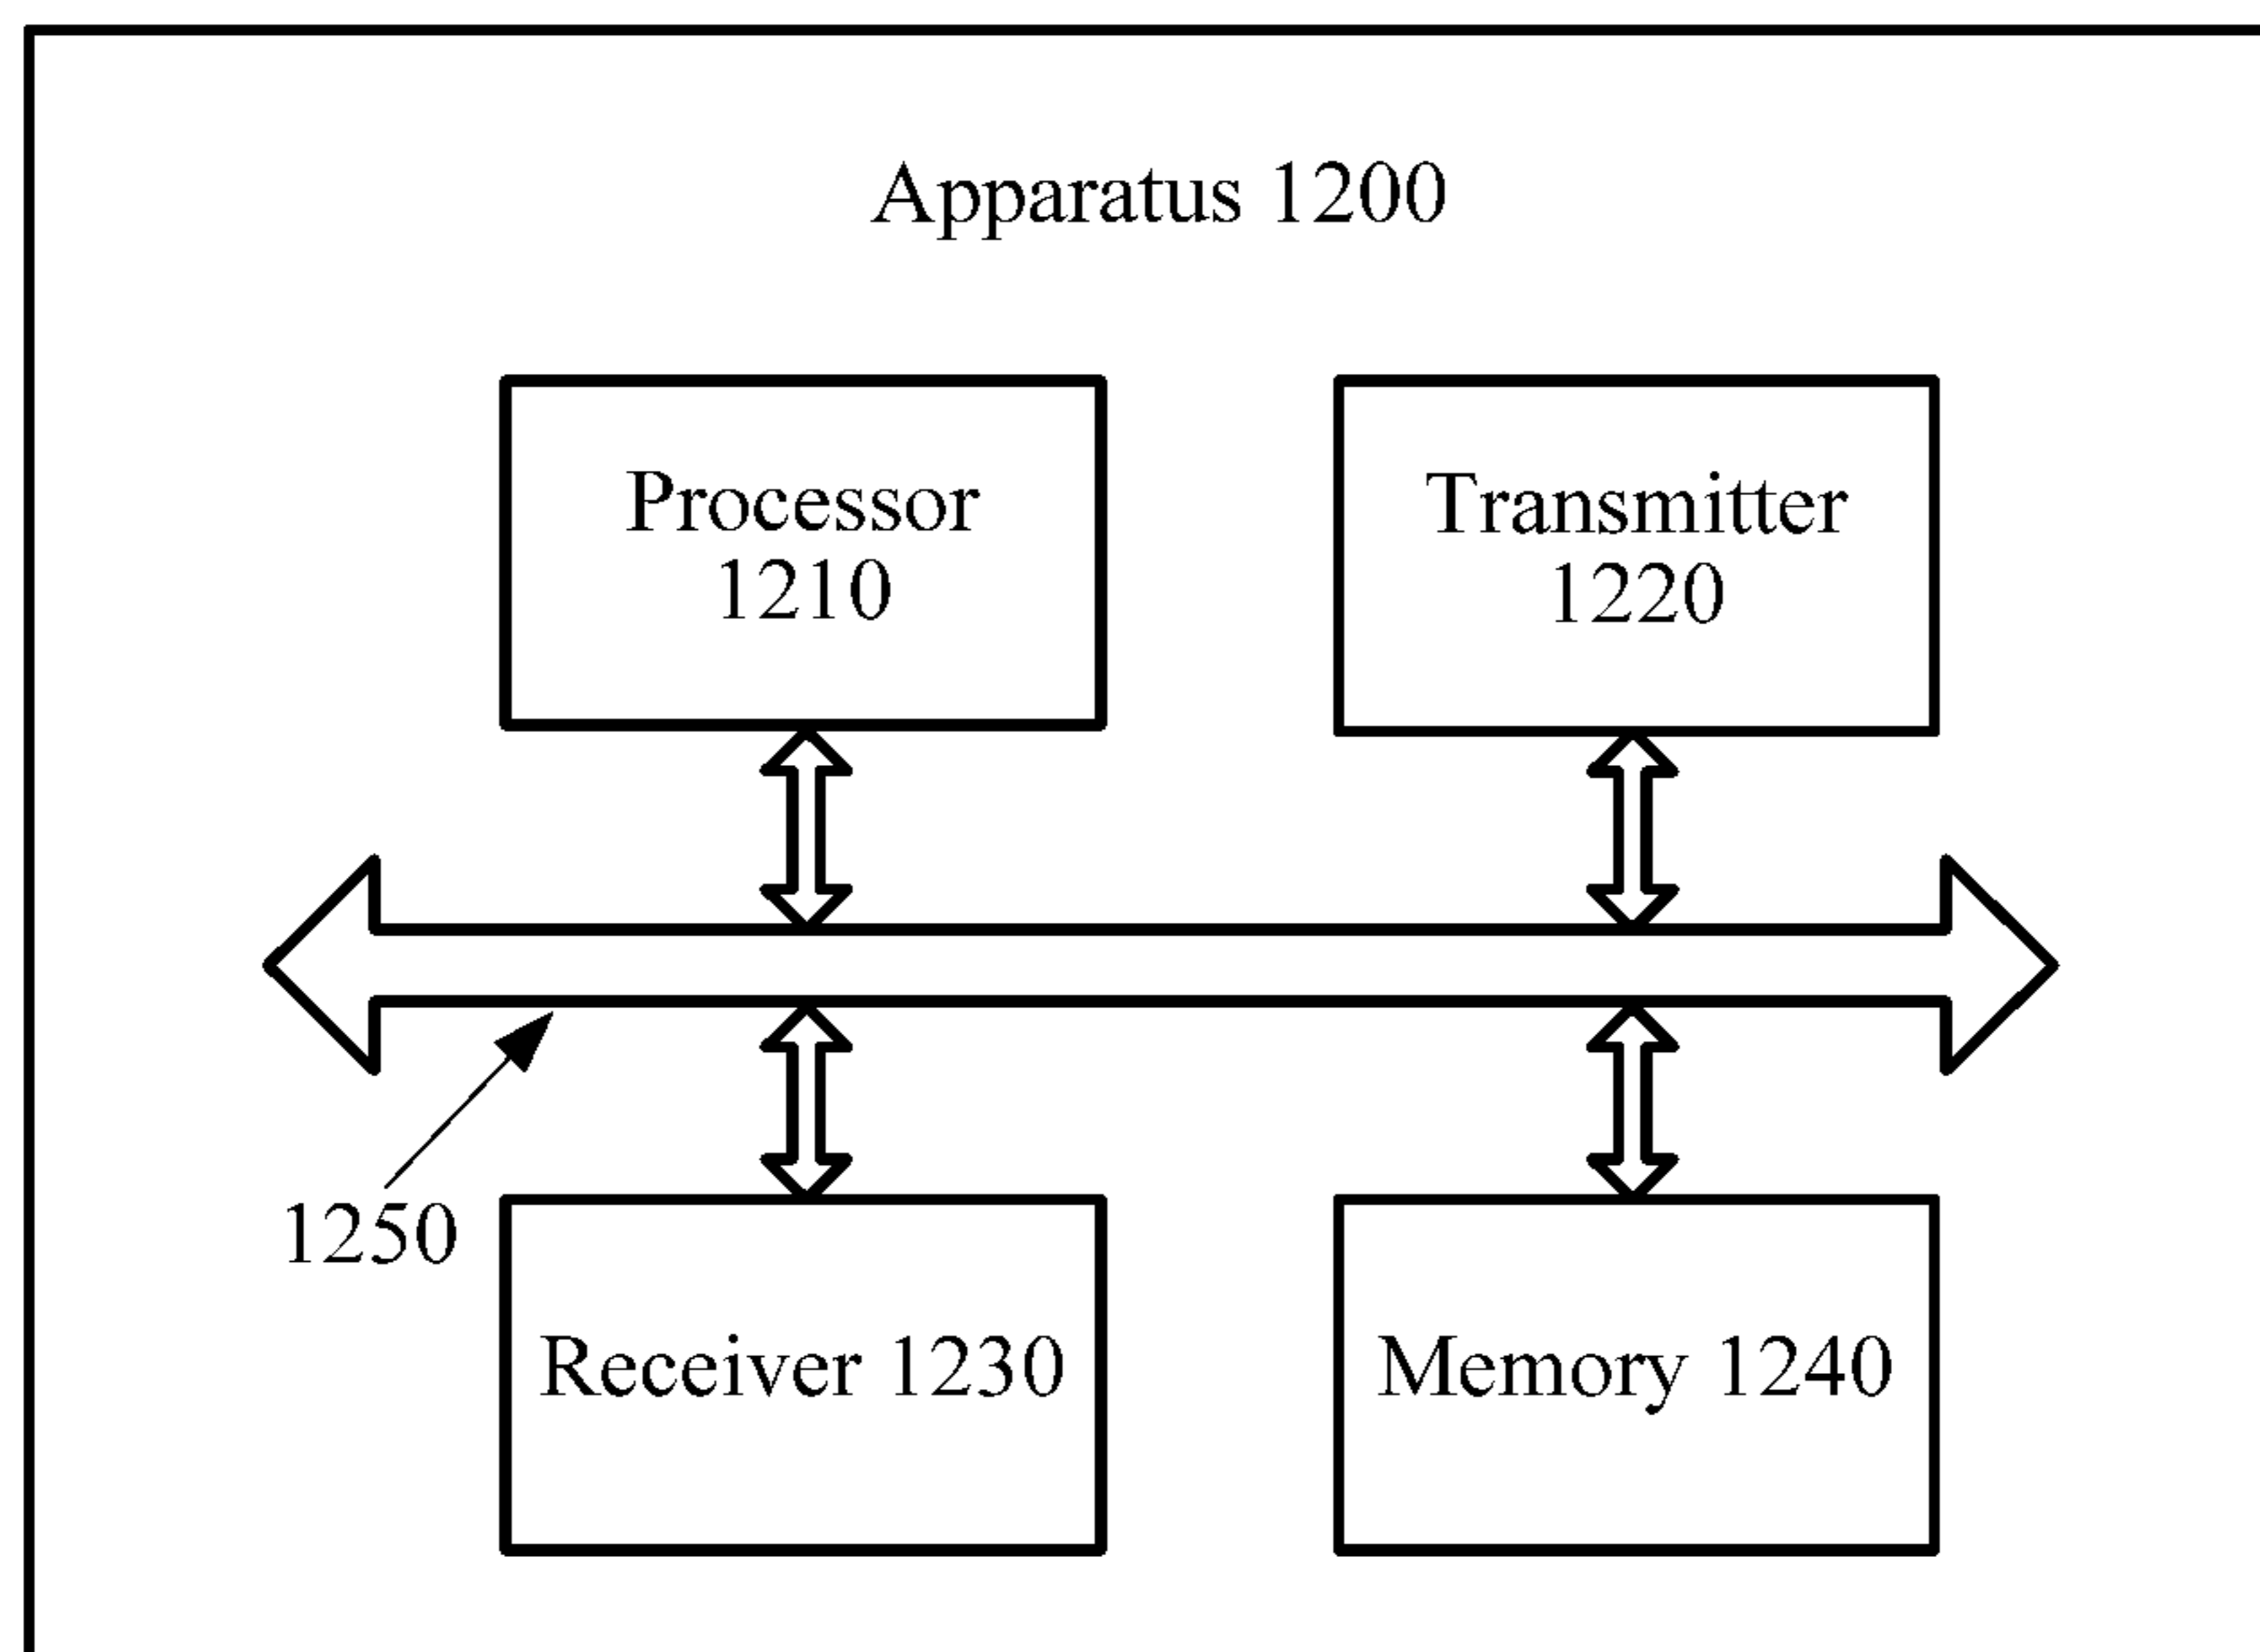 Apparatus 1200
Processor
1210
Transmitter
1220
1250
Receiver 1230
Memory 1240